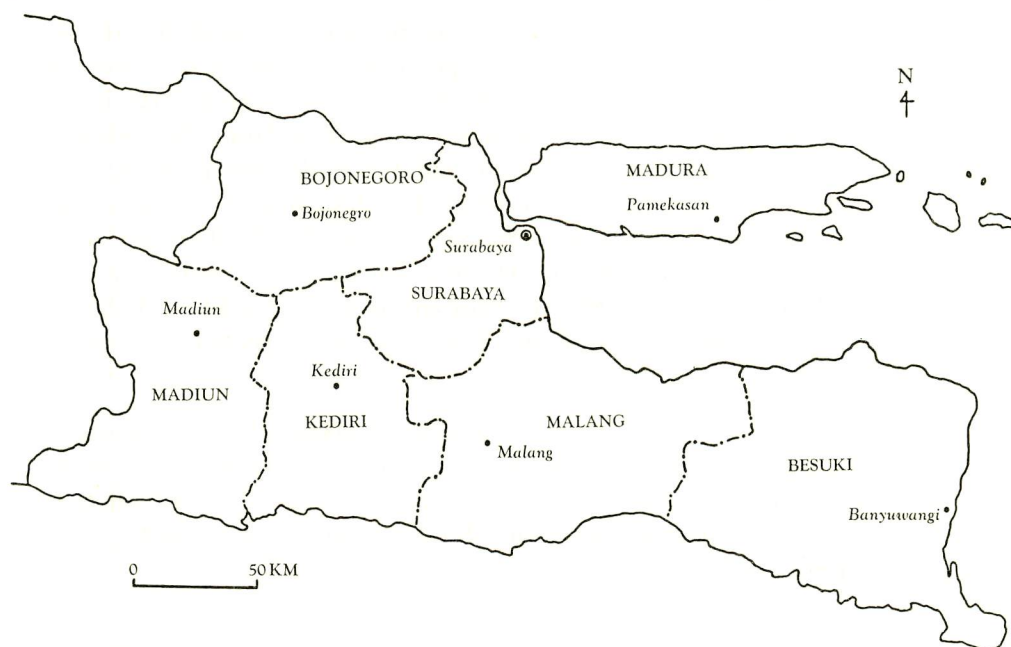 N
MADURA
Pamekasan
BOJONEGORO
Bojonegro
Surabaya
SURABAYA
Madiun
MADIUN
Kediri
KEDIRI
MALANG
Malang
BESUKI
Banyuwangi
0 50 KM